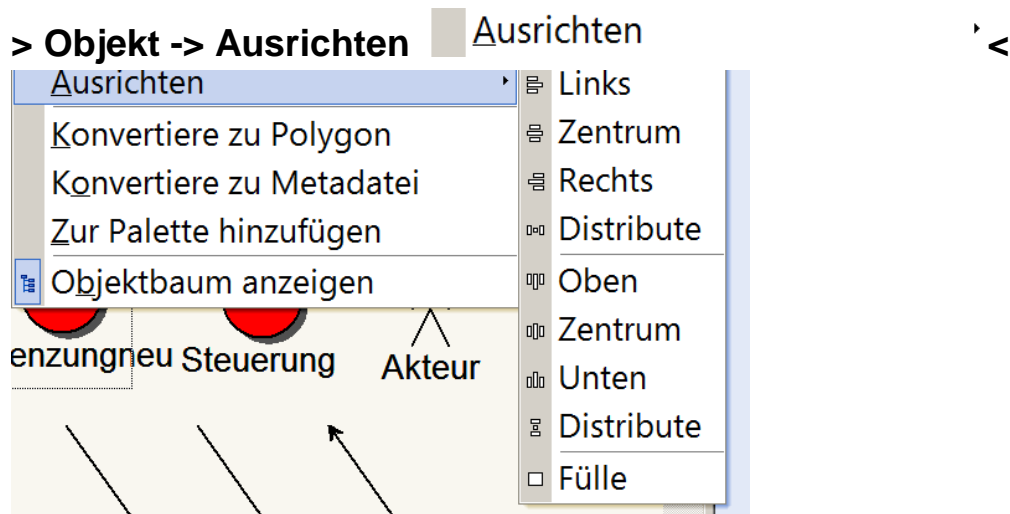 > Objekt -> Ausrichten Ausrichten <
Ausrichten
Konvertiere zu Polygon
Konvertiere zu Metadatei
Zur Palette hinzufügen
Objektbaum anzeigen
Links
Zentrum
Rechts
Distribute
Oben
Zentrum
Unten
Distribute
Fülle
enzungneu Steuerung Akteur